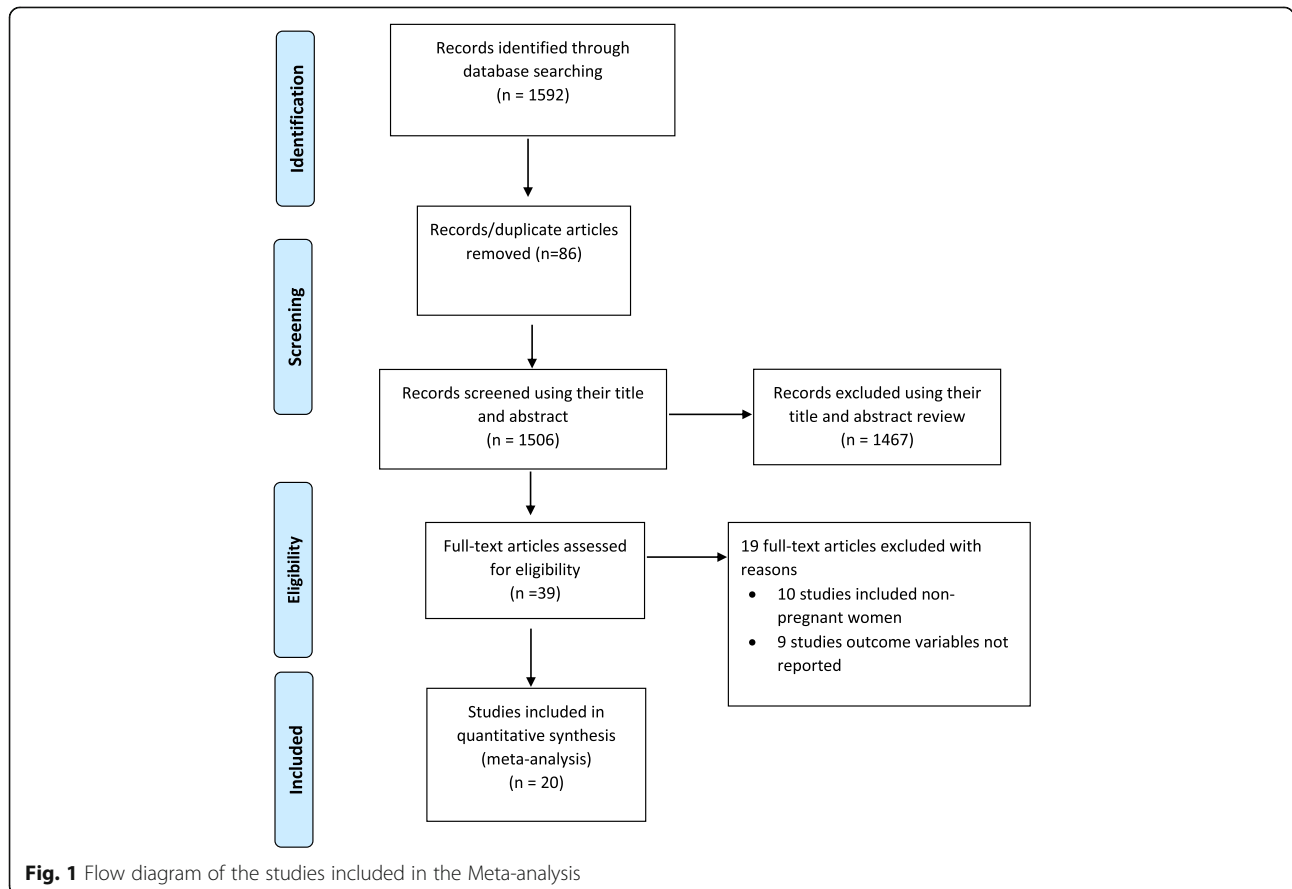 Identification
Records identified through
database searching
(n = 1592)
Records/duplicate articles
removed (n=86)
Screening
Records screened using their title
and abstract
(n = 1506)
Records excluded using their
title and abstract review
(n = 1467)
Eligibility
Full-text articles assessed
for eligibility
(n =39)
19 full-text articles excluded with
reasons
• 10 studies included non-
pregnant women
• 9 studies outcome variables not
reported
Included
Studies included in
quantitative synthesis
(meta-analysis)
(n = 20)
Fig. 1 Flow diagram of the studies included in the Meta-analysis